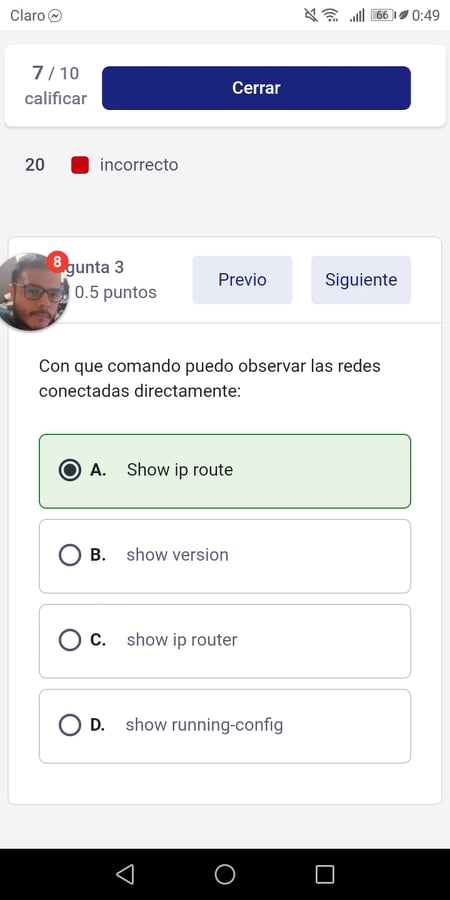 Claro
66 0:49
7 / 10
calificar
Cerrar
20 incorrecto
8
gunta 3
0.5 puntos
Previo
Siguiente
Con que comando puedo observar las redes
conectadas directamente:
A. Show ip route
B. show version
C. show ip router
D. show running-config